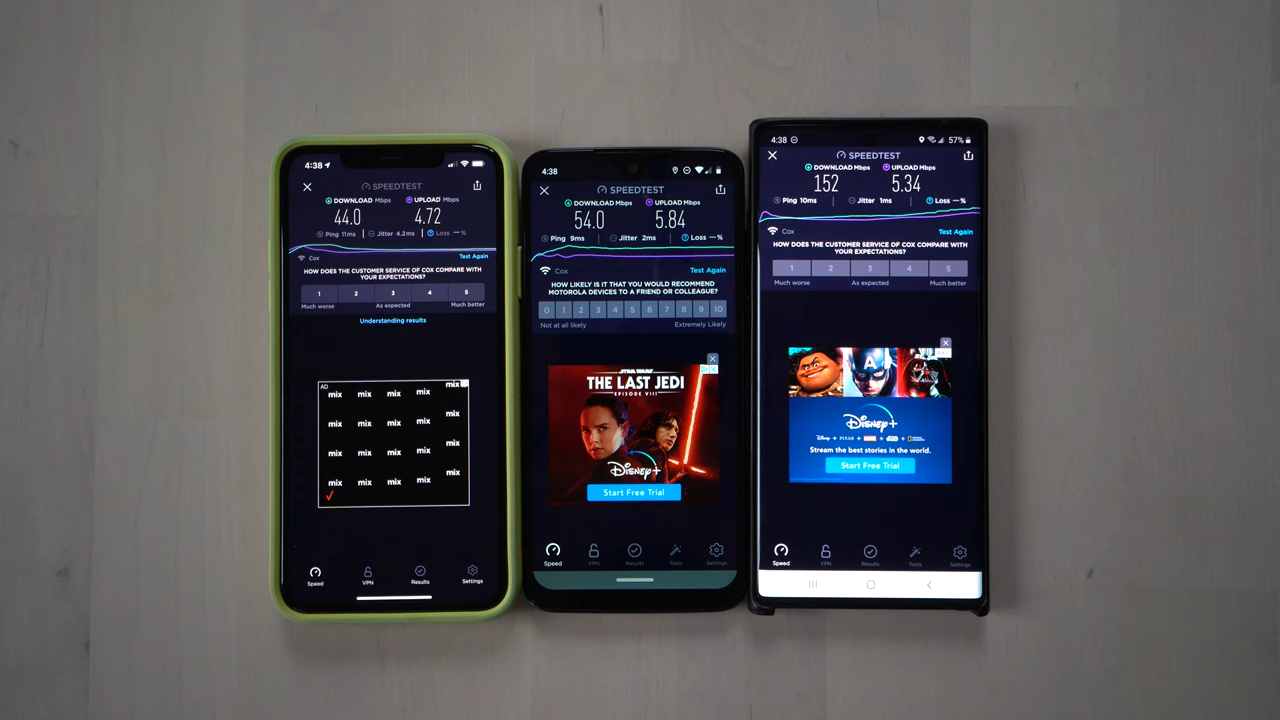 4:38
SPEEDTEST
DOWNLOAD Mbps
UPLOAD Mbps
44.0
4.72
Ping 11ms
Jitter 4.2ms
Loss — %
Cox
Test Again
HOW DOES THE CUSTOMER SERVICE OF COX COMPARE WITH
YOUR EXPECTATIONS?
1 2 3 4 5
Much worse
As expected
Much better
Understanding results
AD
mix mix mix mix mix
mix mix mix mix mix
mix mix mix mix mix
mix mix mix mix mix
Speed
VPN
Results
Settings
4:38
SPEEDTEST
DOWNLOAD Mbps
UPLOAD Mbps
54.0
5.84
Ping 9ms
Jitter 2ms
Loss — %
Cox
Test Again
HOW LIKELY IS IT THAT YOU WOULD RECOMMEND
MOTOROLA DEVICES TO A FRIEND OR COLLEAGUE?
0 1 2 3 4 5 6 7 8 9 10
Not at all likely
Extremely Likely
STAR WARS
THE LAST JEDI
EPISODE VIII
Disney+
Start Free Trial
Speed
VPN
Results
Tools
Settings
4:38
57%
SPEEDTEST
DOWNLOAD Mbps
UPLOAD Mbps
152
5.34
Ping 10ms
Jitter 1ms
Loss — %
Cox
Test Again
HOW DOES THE CUSTOMER SERVICE OF COX COMPARE WITH
YOUR EXPECTATIONS?
1 2 3 4 5
Much worse
As expected
Much better
A
Disney+
Disney + PIXAR + MARVEL + STAR WARS + NATIONAL GEOGRAPHIC
Stream the best stories in the world.
Start Free Trial
Speed
VPN
Results
Tools
Settings